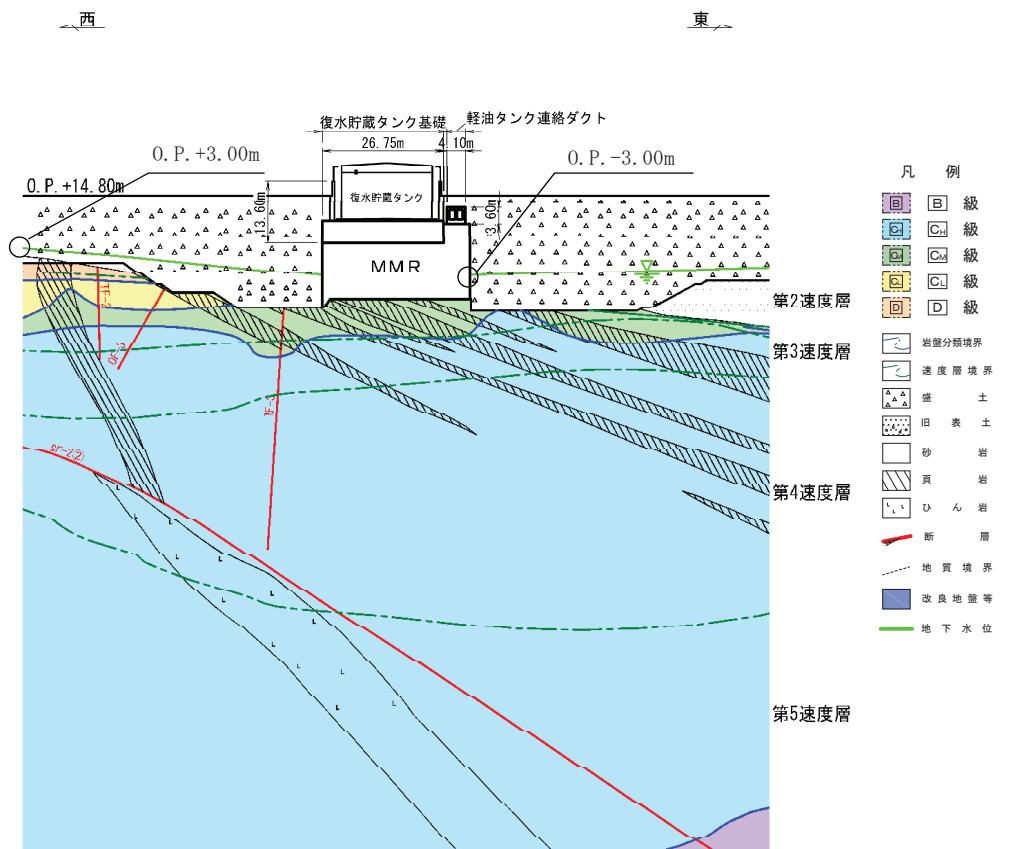 西
東
復水貯蔵タンク基礎
軽油タンク連絡ダクト
26.75m
4.10m
O.P.+3.00m
O.P.-3.00m
O.P.+14.80m
13.60m
3.60m
復水貯蔵タンク
MMR
TF-2
第2速度層
第3速度層
第4速度層
第5速度層
凡 例
B B 級
CH CH 級
CM CM 級
CL CL 級
D D 級
岩盤分類境界
速度層境界
盛土
旧表土
砂岩
頁岩
ひん岩
断層
地質境界
改良地盤等
地下水位